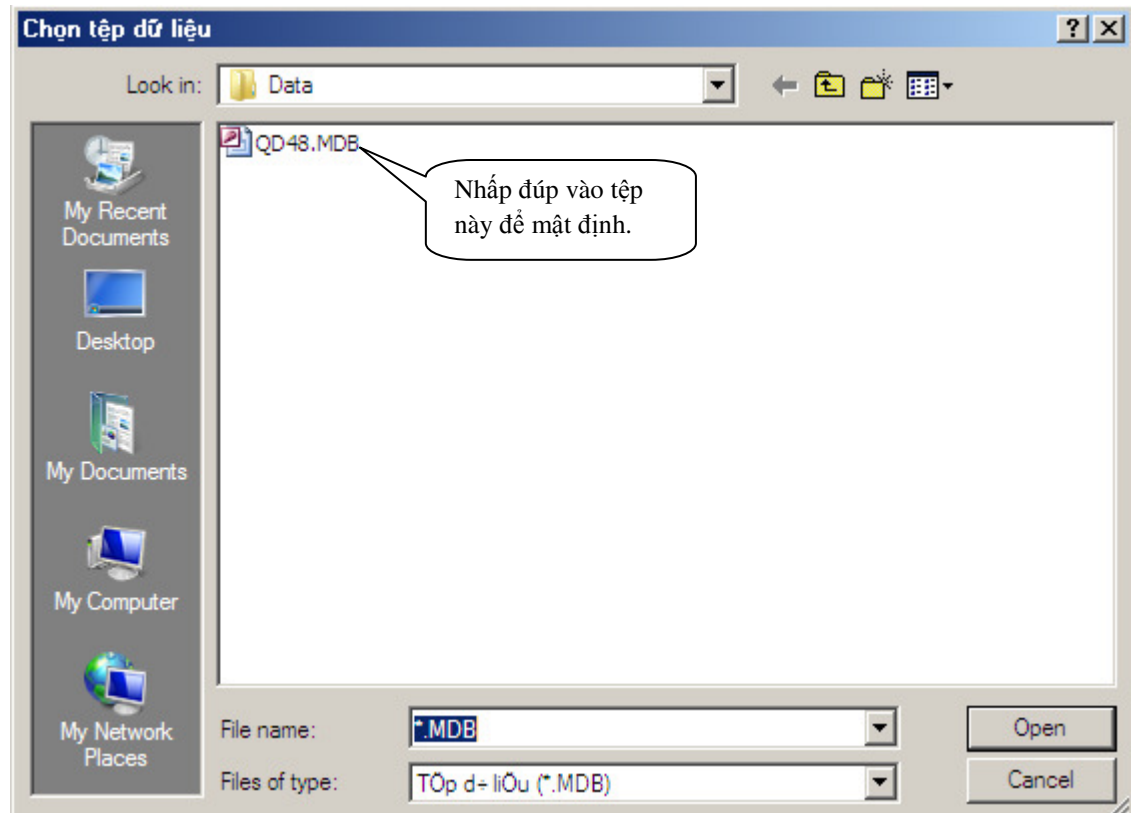 Chọn tệp dữ liệu
Look in:
Data
QD48.MDB
Nhấp đúp vào tệp
này để mật định.
My Recent
Documents
Desktop
My Documents
My Computer
My Network
Places
File name:
*.MDB
Open
Files of type:
TÖp d÷ liÖu (*.MDB)
Cancel